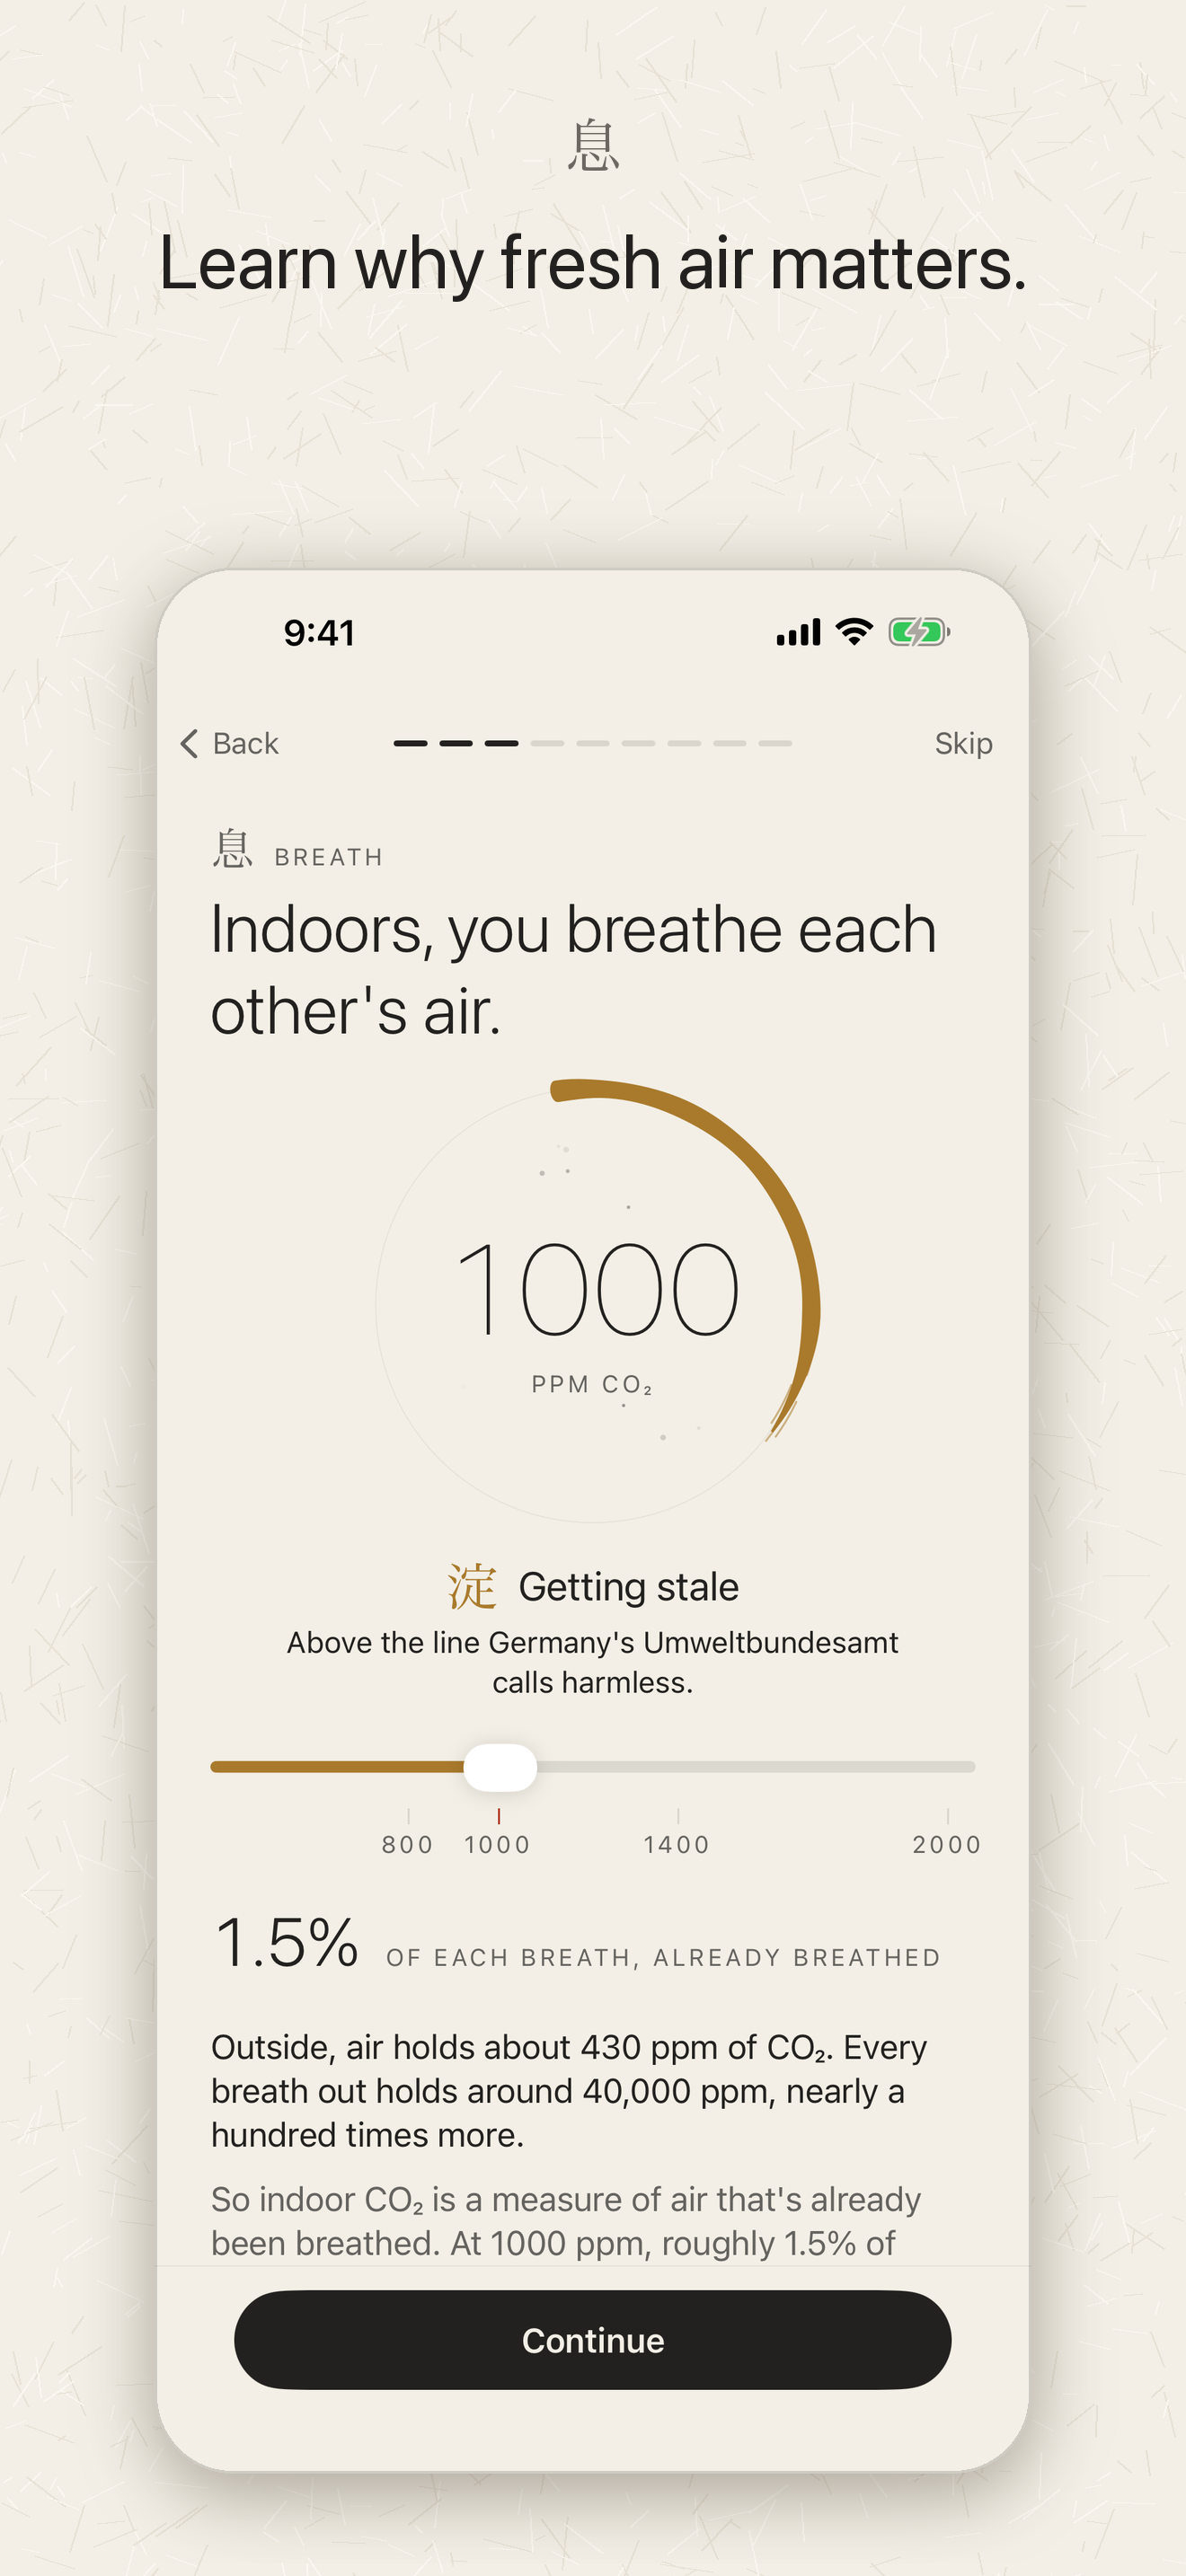 息
Learn why fresh air matters.
9:41
Back
Skip
息 BREATH
Indoors, you breathe each
other's air.
1000
PPM CO₂
淀 Getting stale
Above the line Germany's Umweltbundesamt
calls harmless.
800 1000 1400 2000
1.5% OF EACH BREATH, ALREADY BREATHED
Outside, air holds about 430 ppm of CO₂. Every
breath out holds around 40,000 ppm, nearly a
hundred times more.
So indoor CO₂ is a measure of air that's already
been breathed. At 1000 ppm, roughly 1.5% of
Continue